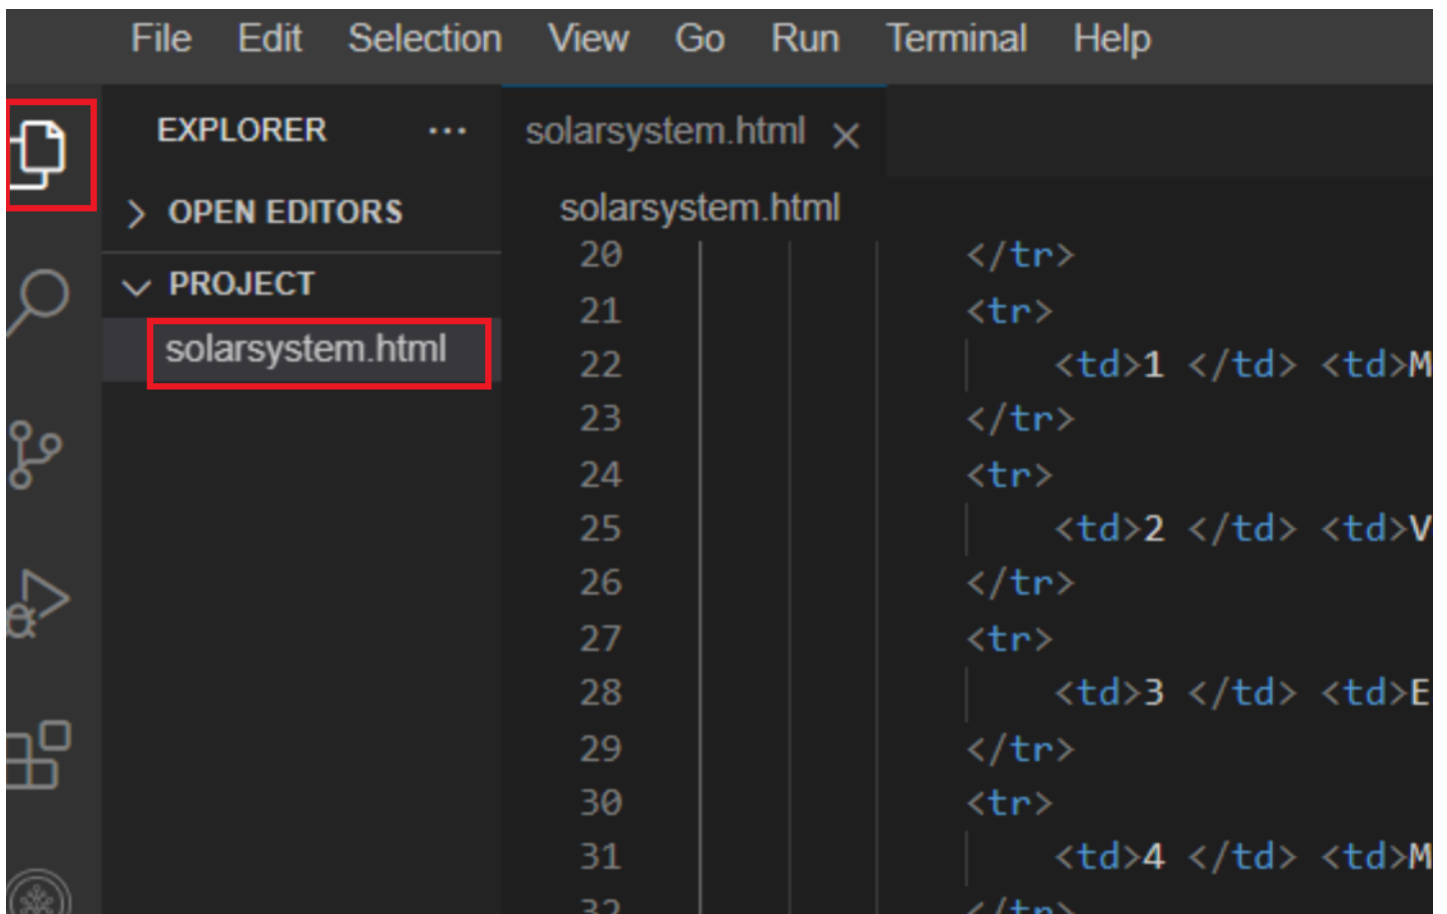 File Edit Selection View Go Run Terminal Help
EXPLORER ...
OPEN EDITORS
PROJECT
solarsystem.html
solarsystem.html
solarsystem.html
20 </tr>
21 <tr>
22 <td>1 </td> <td>M
23 </tr>
24 <tr>
25 <td>2 </td> <td>V
26 </tr>
27 <tr>
28 <td>3 </td> <td>E
29 </tr>
30 <tr>
31 <td>4 </td> <td>M
32 </tr>